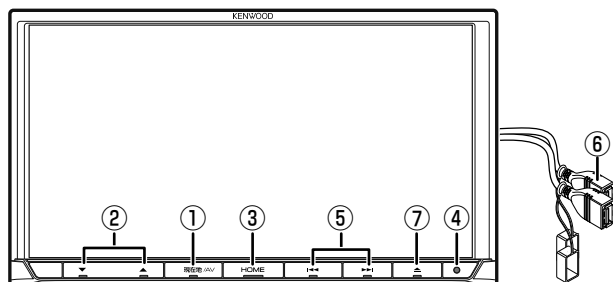 KENWOOD
⑥
② ① ③ ⑤ ⑦ ④
▼ ▲ 現在地/AV HOME |◀◀ ▶▶| ⏏